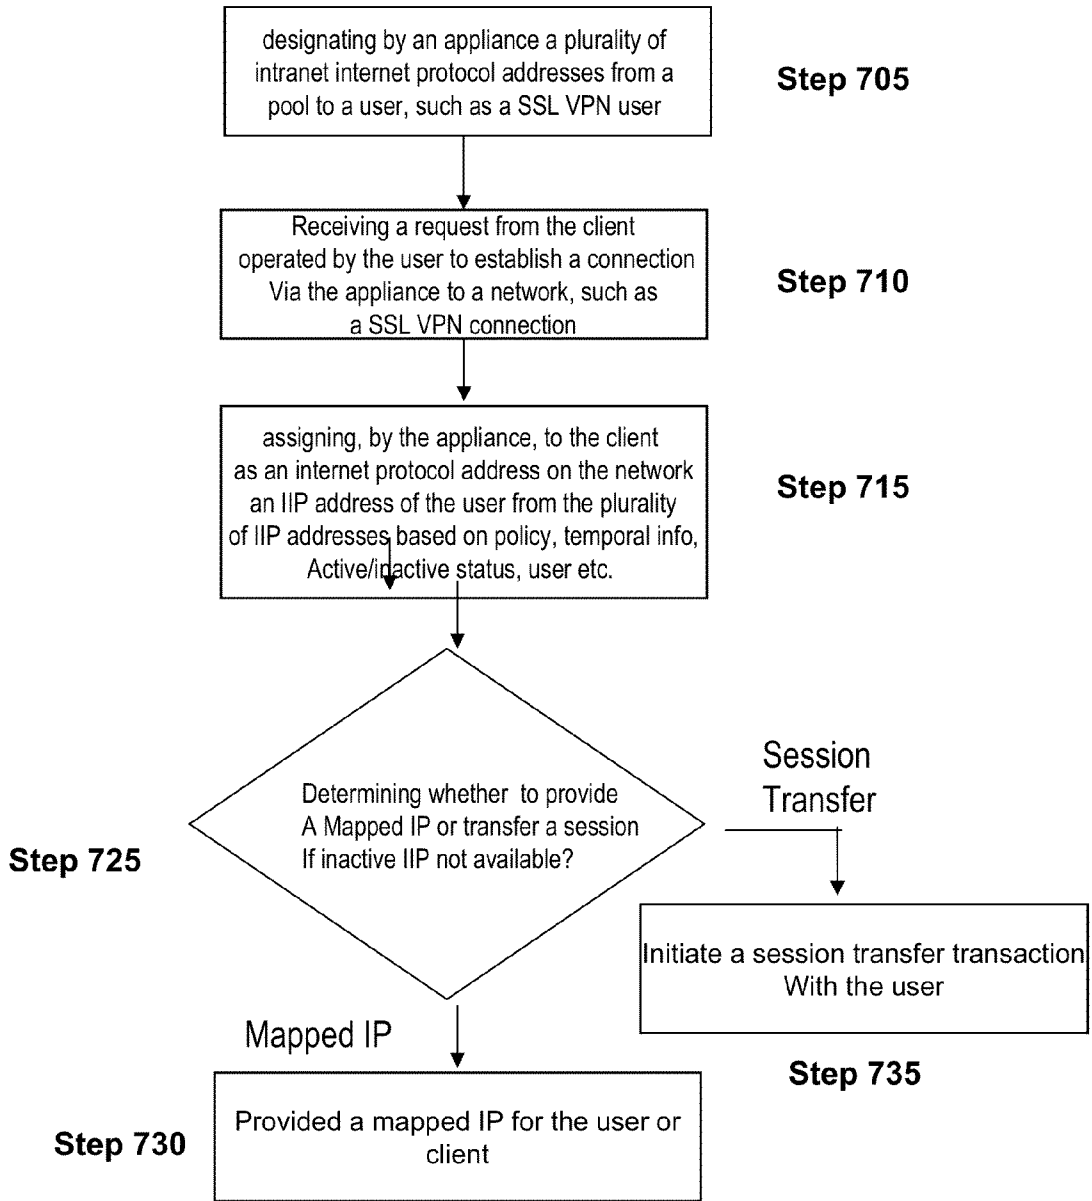 designating by an appliance a plurality of
intranet internet protocol addresses from a
pool to a user, such as a SSL VPN user
Step 705
Receiving a request from the client
operated by the user to establish a connection
Via the appliance to a network, such as
a SSL VPN connection
Step 710
assigning, by the appliance, to the client
as an internet protocol address on the network
an IIP address of the user from the plurality
of IIP addresses based on policy, temporal info,
Active/inactive status, user etc.
Step 715
Determining whether to provide
A Mapped IP or transfer a session
If inactive IIP not available?
Step 725
Session
Transfer
Initiate a session transfer transaction
With the user
Step 735
Mapped IP
Provided a mapped IP for the user or
client
Step 730